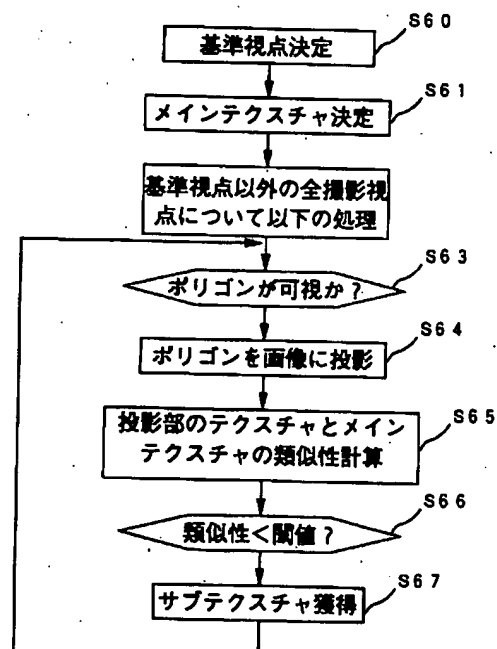 S60
基準視点決定
S61
メインテクスチャ決定
基準視点以外の全撮影視
点について以下の処理
S63
ポリゴンが可視か?
S64
ポリゴンを画像に投影
S65
投影部のテクスチャとメイン
テクスチャの類似性計算
S66
類似性<閾値?
S67
サブテクスチャ獲得